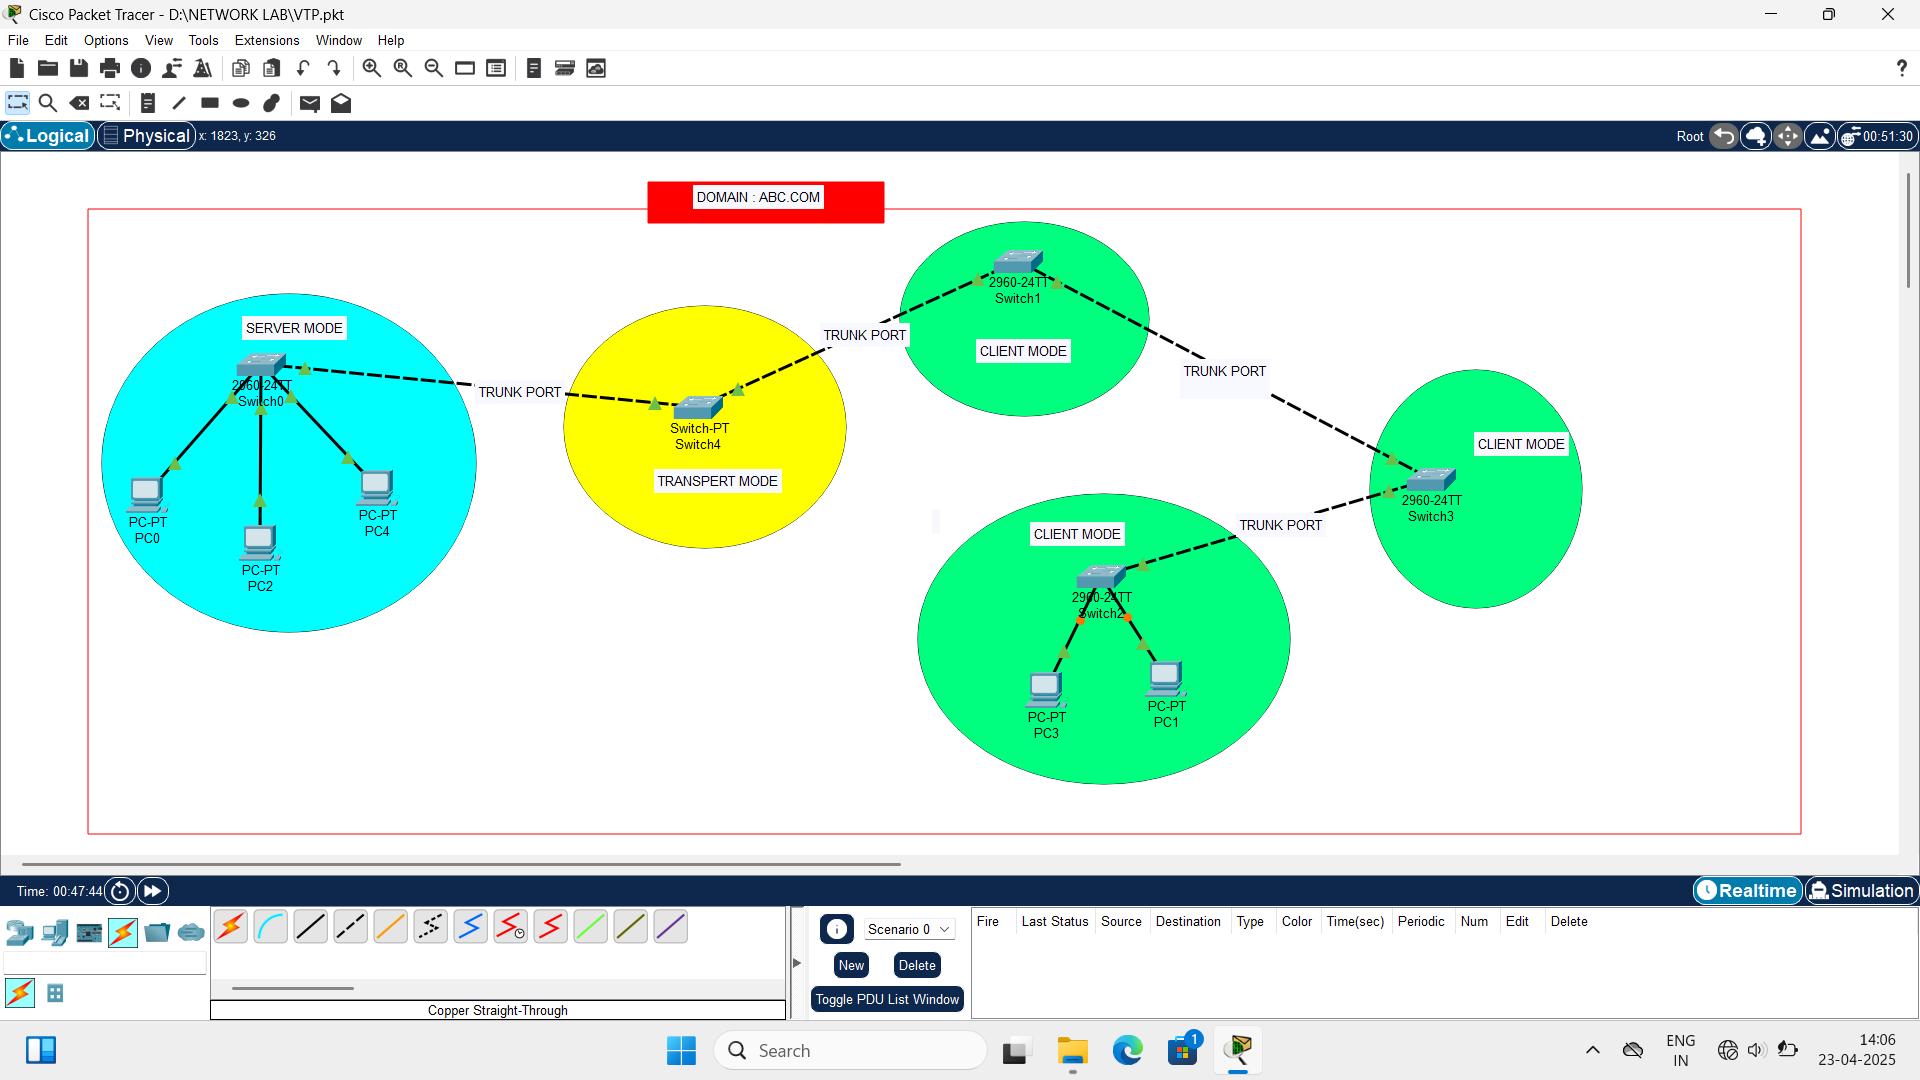 Cisco Packet Tracer - D:\NETWORK LAB\VTP.pkt
File Edit Options View Tools Extensions Window Help
?
Logical Physical x: 1823, y: 326 Root 00:51:30
DOMAIN : ABC.COM
2960-24TT
Switch1
SERVER MODE
TRUNK PORT
CLIENT MODE
TRUNK PORT
2960-24TT
Switch0
TRUNK PORT
Switch-PT
Switch4
CLIENT MODE
TRANSPERT MODE
2960-24TT
Switch3
PC-PT
PC4
PC-PT
PC0
TRUNK PORT
CLIENT MODE
PC-PT
PC2
2960-24TT
Switch2
PC-PT
PC1
PC-PT
PC3
Time: 00:47:44 Realtime Simulation
Scenario 0
New Delete
Toggle PDU List Window
Fire Last Status Source Destination Type Color Time(sec) Periodic Num Edit Delete
Copper Straight-Through
Search
1
ENG
IN
14:06
23-04-2025